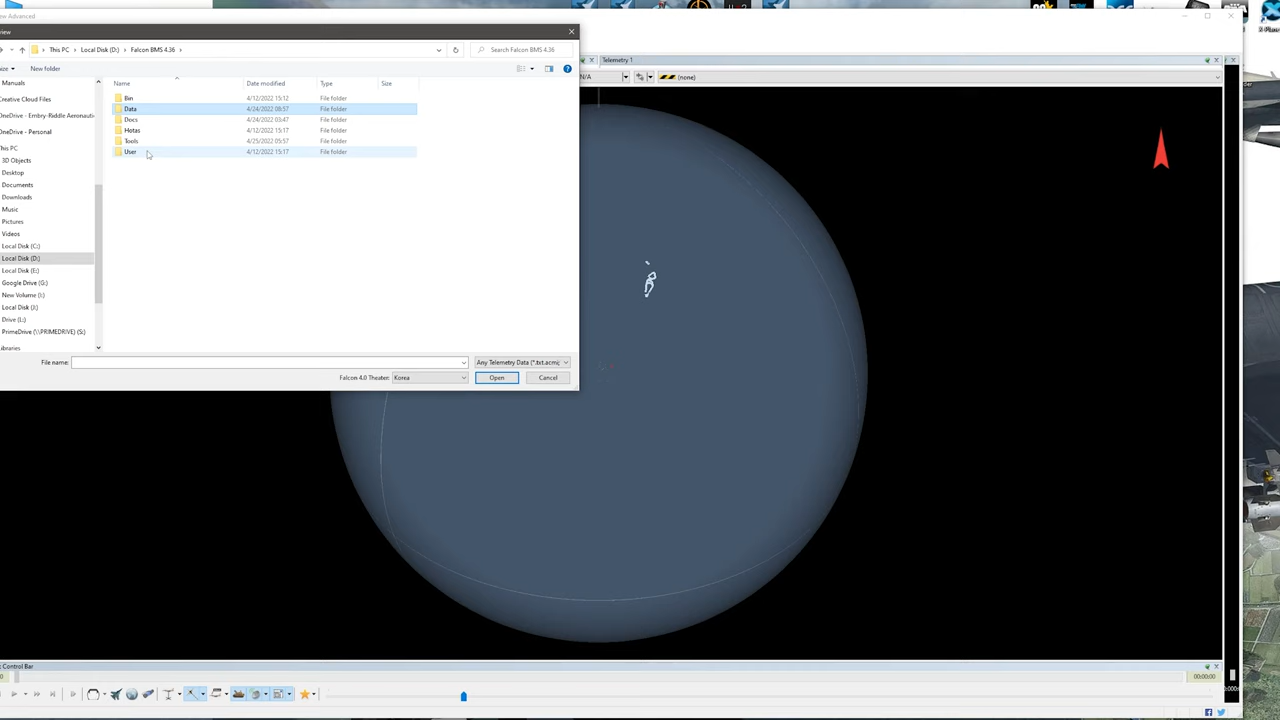 ew Advanced
iew
This PC > Local Disk (D:) > Falcon BMS 4.36 >
Search Falcon BMS 4.36
New folder
Name
Date modified
Type
Size
Bin 4/12/2022 15:12 File folder
Data 4/24/2022 08:57 File folder
Docs 4/24/2022 03:47 File folder
Hotas 4/12/2022 15:17 File folder
Tools 4/25/2022 05:57 File folder
User 4/12/2022 15:17 File folder
Manuals
Creative Cloud Files
OneDrive - Embry-Riddle Aeronauti
OneDrive - Personal
This PC
3D Objects
Desktop
Documents
Downloads
Music
Pictures
Videos
Local Disk (C:)
Local Disk (D:)
Local Disk (E:)
Google Drive (G:)
New Volume (I:)
Local Disk (J:)
Drive (L:)
PrimeDrive (\\PRIMEDRIVE) (S:)
Libraries
File name:
Any Telemetry Data (*.txt.acmi;
Falcon 4.0 Theater: Korea
Open
Cancel
Telemetry 1
N/A
(none)
t Control Bar
00:00:00
X-Plane